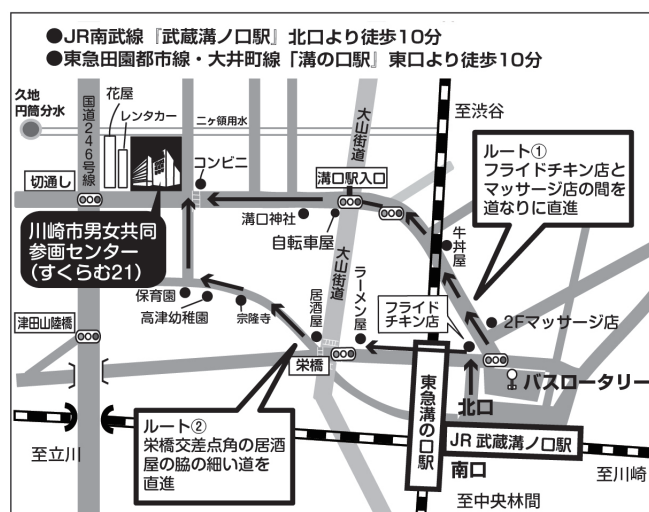 ●JR南武線『武蔵溝ノ口駅』北口より徒歩10分
●東急田園都市線・大井町線「溝の口駅」東口より徒歩10分
久地
円筒分水
国道246号線
花屋
レンタカー
二ヶ領用水
大山街道
至渋谷
ルート①
フライドチキン店と
マッサージ店の間を
道なりに直進
コンビニ
切通し
溝口駅入口
溝口神社
自転車屋
牛丼屋
川崎市男女共同
参画センター
(すくらむ21)
大山街道
ラーメン屋
居酒屋
保育園
高津幼稚園
宗隆寺
フライド
チキン店
2Fマッサージ店
津田山陸橋
栄橋
バスロータリー
北口
東急溝の口駅
ルート②
栄橋交差点角の居酒
屋の脇の細い道を
直進
JR 武蔵溝ノ口駅
南口
至立川
至川崎
至中央林間